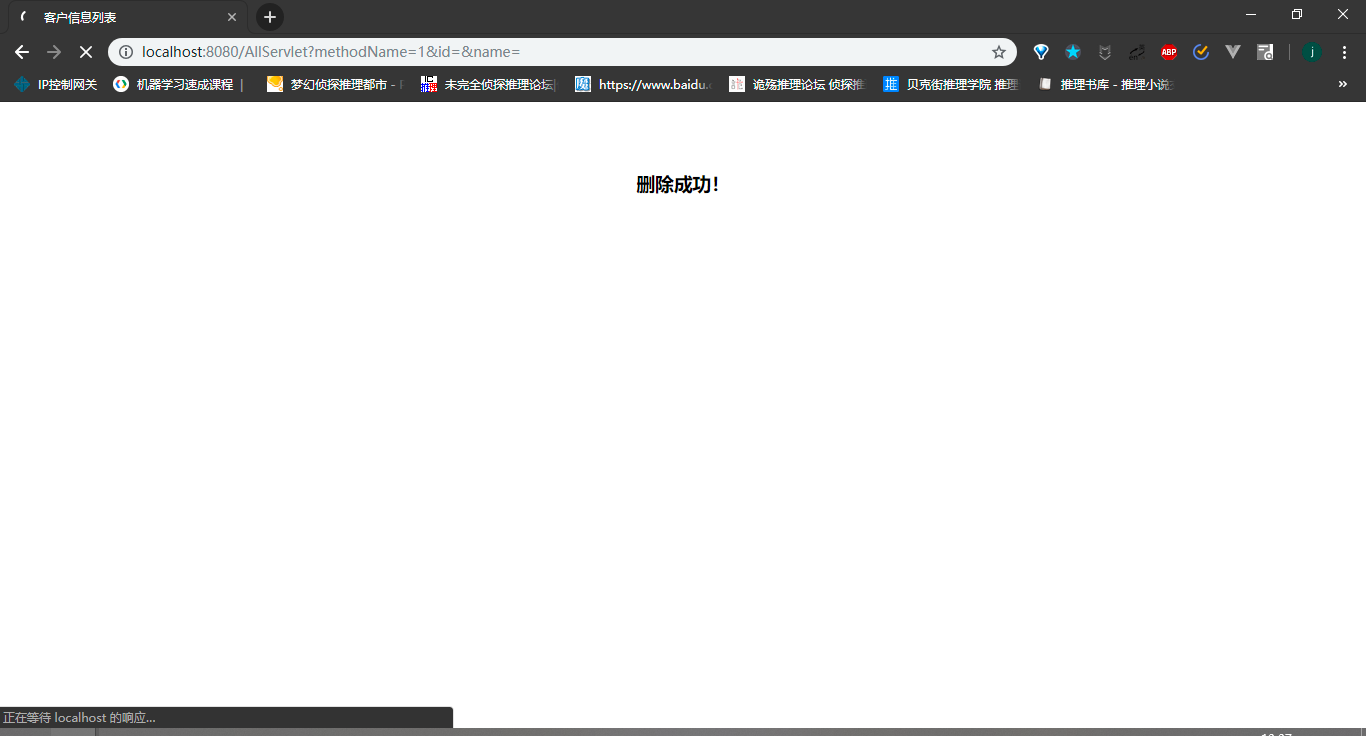 客户信息列表
localhost:8080/AllServlet?methodName=1&id=&name=
ABP
j
IP控制网关
机器学习速成课程 |
梦幻侦探推理都市 -
未完全侦探推理论坛
https://www.baidu.
诡殇推理论坛 侦探推
推
贝克街推理学院 推理
推理书库 - 推理小说
»
删除成功！
正在等待 localhost 的响应...